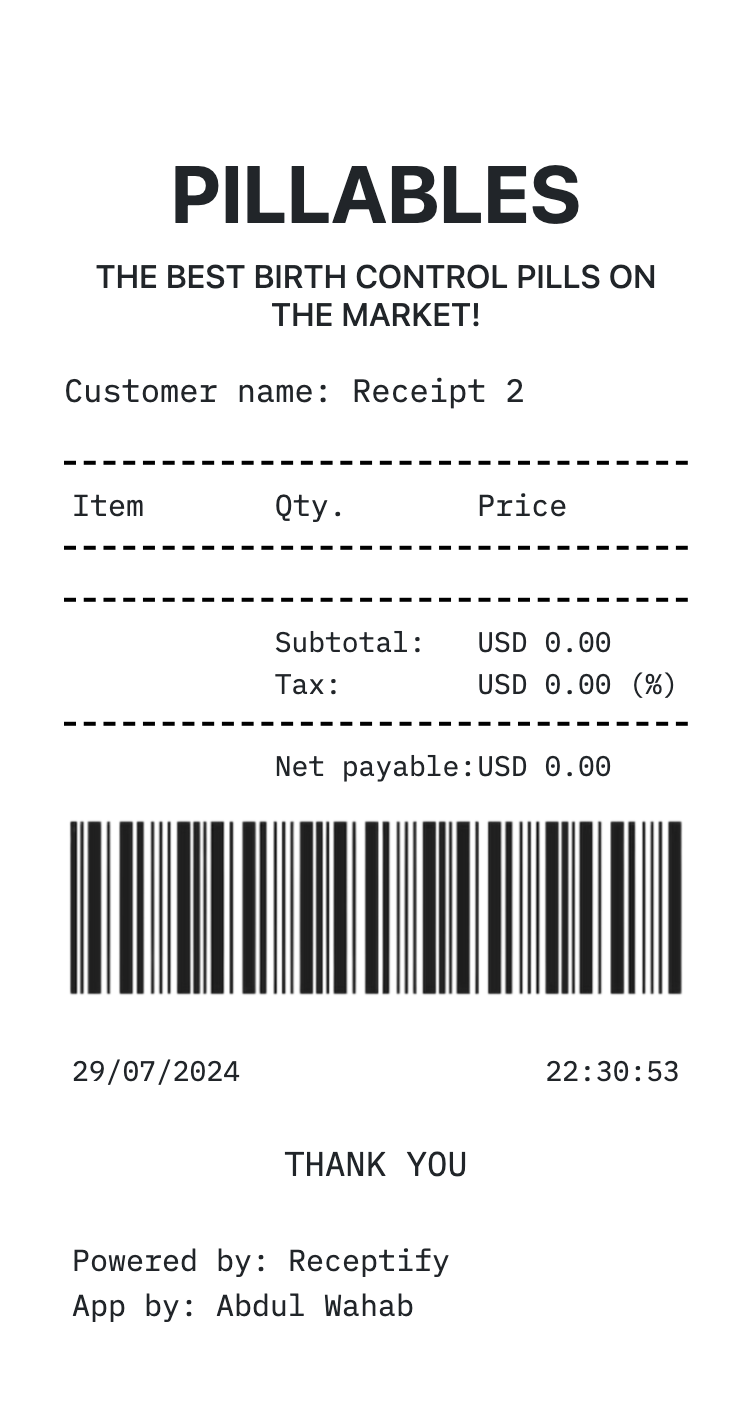 PILLABLES
THE BEST BIRTH CONTROL PILLS ON
THE MARKET!
Customer name: Receipt 2
Item Qty. Price
Subtotal: USD 0.00
Tax: USD 0.00 (%)
Net payable: USD 0.00
29/07/2024 22:30:53
THANK YOU
Powered by: Receptify
App by: Abdul Wahab